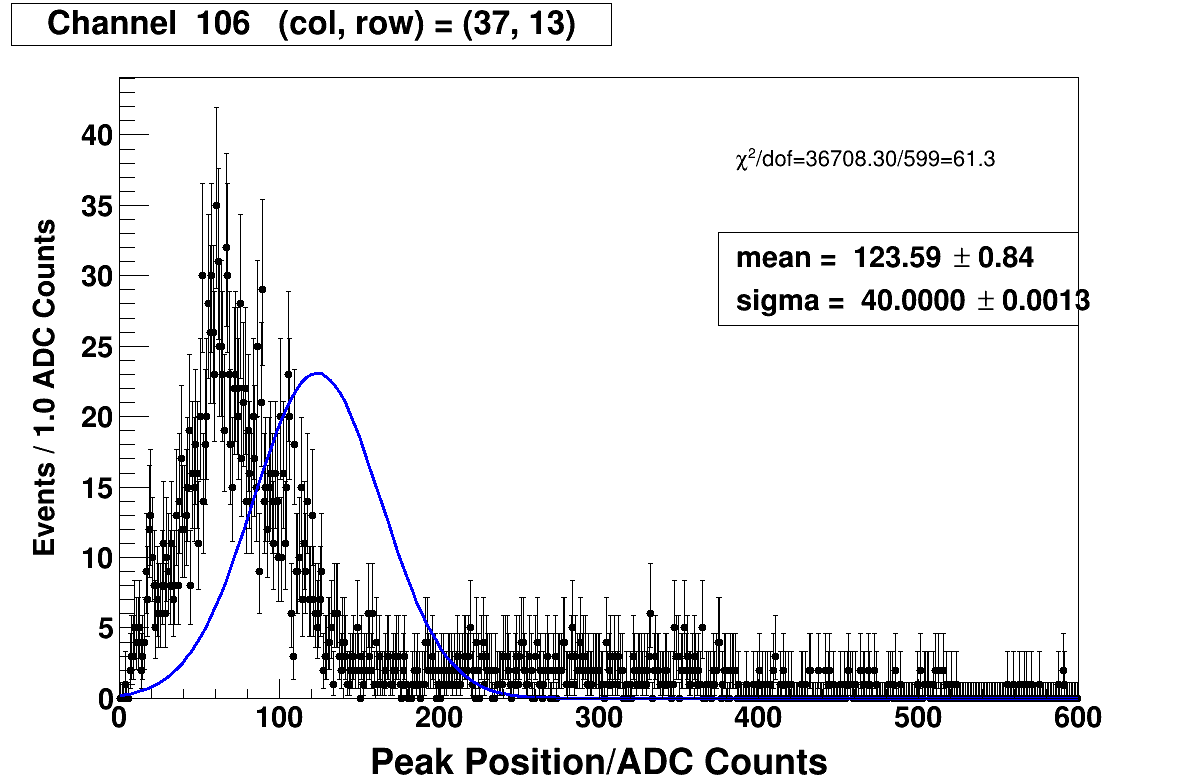 Channel 106 (col, row) = (37, 13)
χ²/dof=36708.30/599=61.3
mean = 123.59 ± 0.84
sigma = 40.0000 ± 0.0013
Events / 1.0 ADC Counts
40
35
30
25
20
15
10
5
0
0 100 200 300 400 500 600
Peak Position/ADC Counts